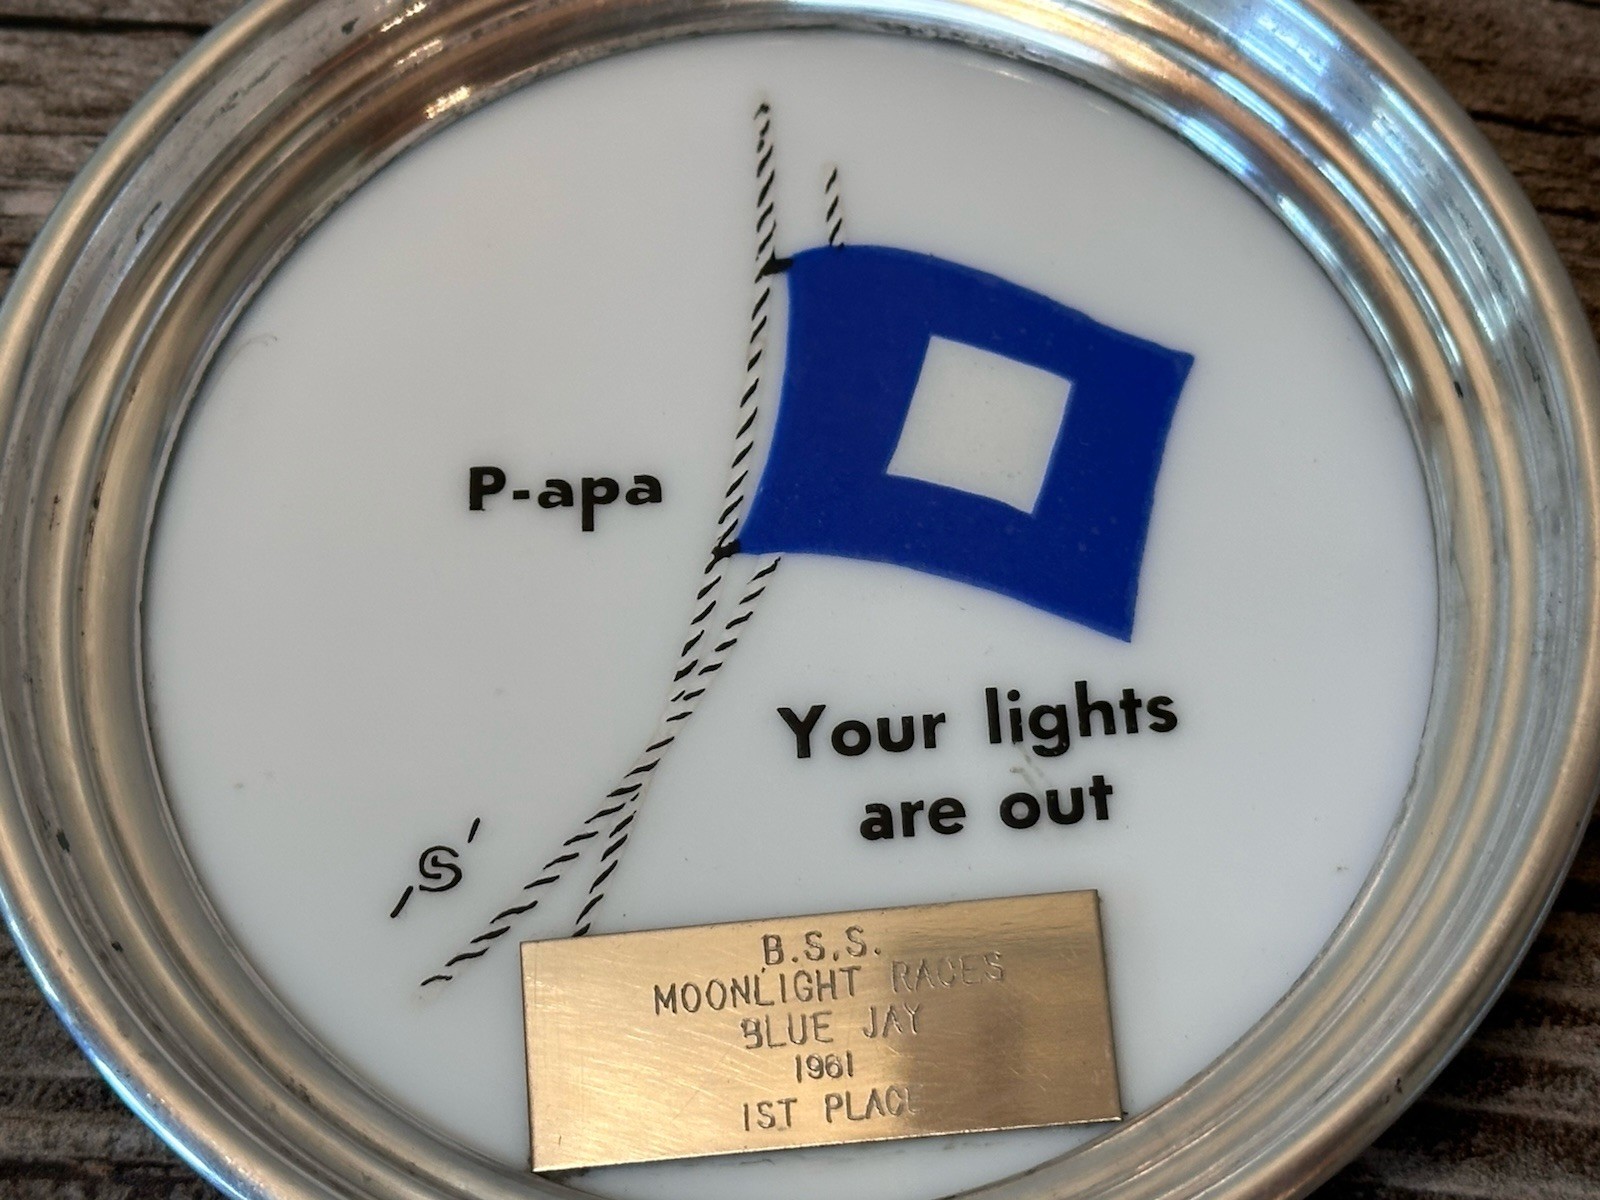 P-apa
Your lights
are out
S
B.S.S.
MOONLIGHT RACES
BLUE JAY
1961
1ST PLACE